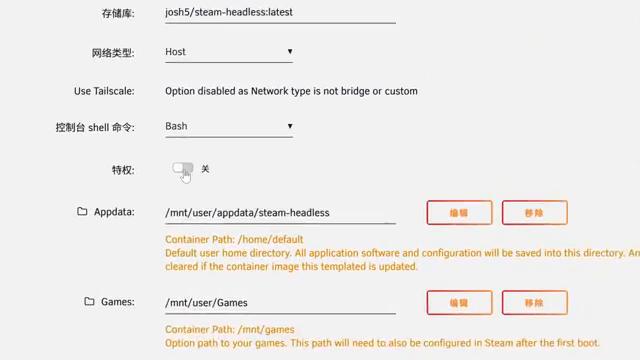 存储库: josh5/steam-headless:latest
网络类型: Host
Use Tailscale: Option disabled as Network type is not bridge or custom
控制台 shell 命令: Bash
特权: 关
Appdata: /mnt/user/appdata/steam-headless 编辑 移除
Container Path: /home/default
Default user home directory. All application software and configuration will be saved into this directory. An
cleared if the container image this templated is updated.
Games: /mnt/user/Games 编辑 移除
Container Path: /mnt/games
Option path to your games. This path will need to also be configured in Steam after the first boot.